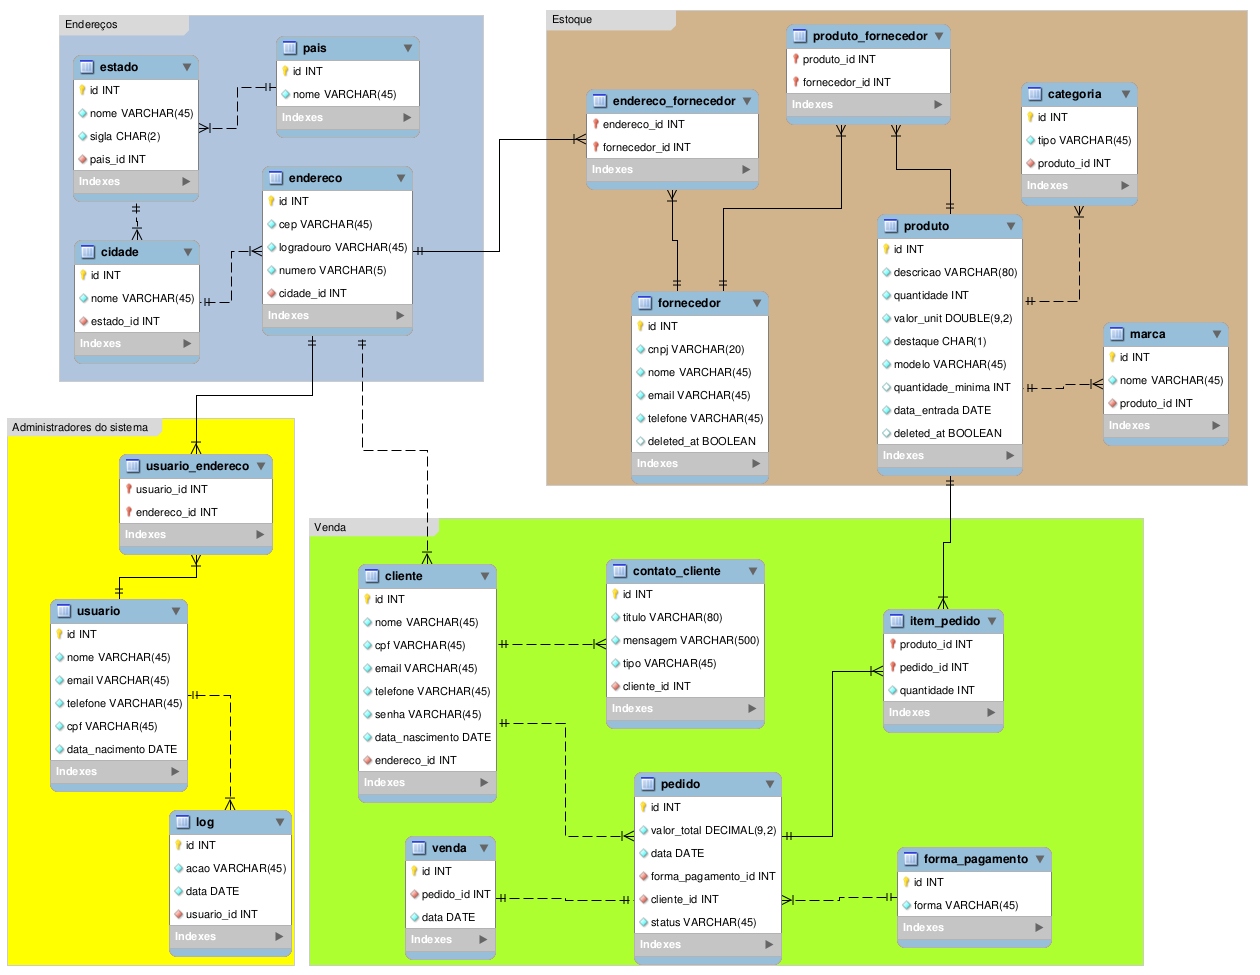 Endereços
estado
id INT
nome VARCHAR(45)
sigla CHAR(2)
pais_id INT
Indexes
pais
id INT
nome VARCHAR(45)
Indexes
cidade
id INT
nome VARCHAR(45)
estado_id INT
Indexes
endereco
id INT
cep VARCHAR(45)
logradouro VARCHAR(45)
numero VARCHAR(5)
cidade_id INT
Indexes
Estoque
endereco_fornecedor
endereco_id INT
fornecedor_id INT
Indexes
produto_fornecedor
produto_id INT
fornecedor_id INT
Indexes
categoria
id INT
tipo VARCHAR(45)
produto_id INT
Indexes
fornecedor
id INT
cnpj VARCHAR(20)
nome VARCHAR(45)
email VARCHAR(45)
telefone VARCHAR(45)
deleted_at BOOLEAN
Indexes
produto
id INT
descricao VARCHAR(80)
quantidade INT
valor_unit DOUBLE(9,2)
destaque CHAR(1)
modelo VARCHAR(45)
quantidade_minima INT
data_entrada DATE
deleted_at BOOLEAN
Indexes
marca
id INT
nome VARCHAR(45)
produto_id INT
Indexes
Administradores do sistema
usuario_endereco
usuario_id INT
endereco_id INT
Indexes
usuario
id INT
nome VARCHAR(45)
email VARCHAR(45)
telefone VARCHAR(45)
cpf VARCHAR(45)
data_nacimento DATE
Indexes
log
id INT
acao VARCHAR(45)
data DATE
usuario_id INT
Indexes
Venda
cliente
id INT
nome VARCHAR(45)
cpf VARCHAR(45)
email VARCHAR(45)
telefone VARCHAR(45)
senha VARCHAR(45)
data_nascimento DATE
endereco_id INT
Indexes
contato_cliente
id INT
titulo VARCHAR(80)
mensagem VARCHAR(500)
tipo VARCHAR(45)
cliente_id INT
Indexes
item_pedido
produto_id INT
pedido_id INT
quantidade INT
Indexes
venda
id INT
pedido_id INT
data DATE
Indexes
pedido
id INT
valor_total DECIMAL(9,2)
data DATE
forma_pagamento_id INT
cliente_id INT
status VARCHAR(45)
Indexes
forma_pagamento
id INT
forma VARCHAR(45)
Indexes